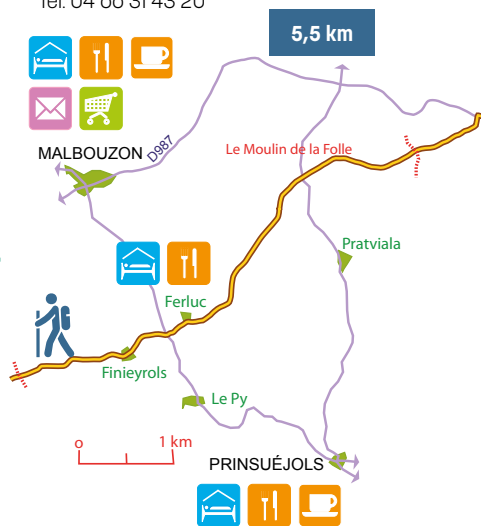 5,5 km
MALBOUZON
D987
Le Moulin de la Folle
Pratviala
Ferluc
Finieyrols
Le Py
0 1 km
PRINSUÉJOLS